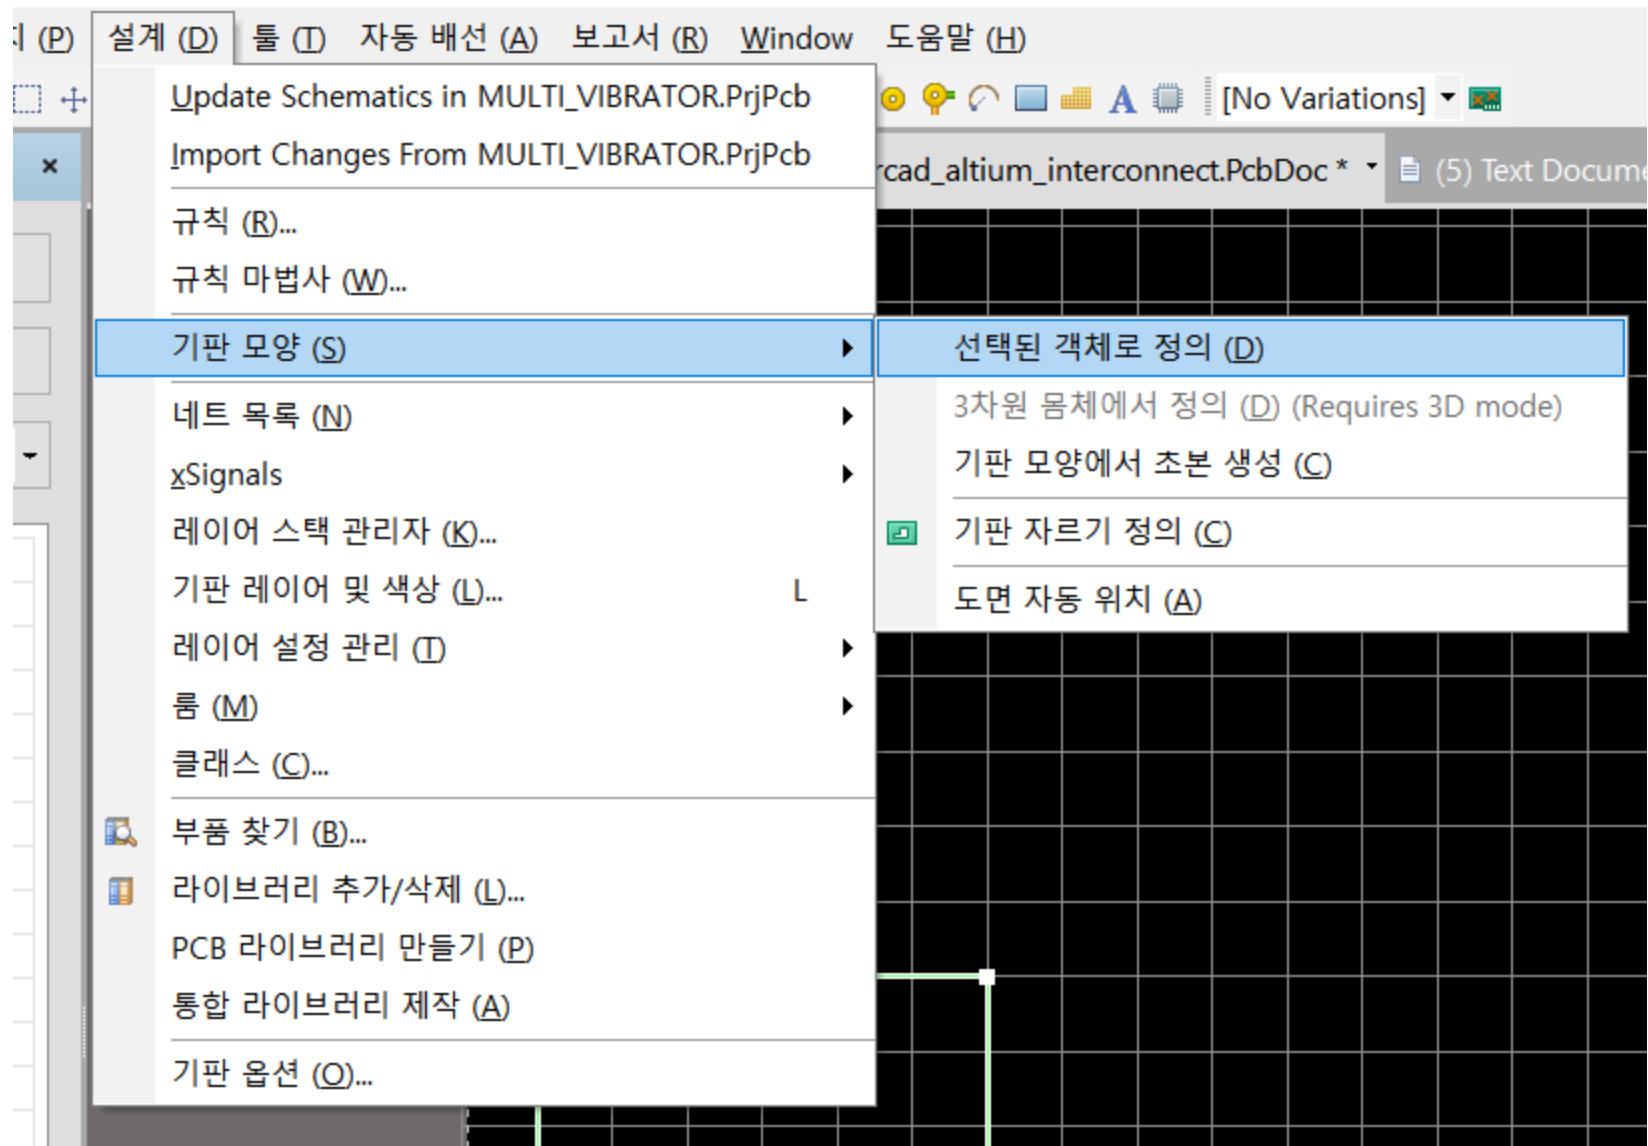 (P) 설계 (D) 툴 (T) 자동 배선 (A) 보고서 (R) Window 도움말 (H)
[No Variations]
cad_altium_interconnect.PcbDoc * (5) Text Docume
Update Schematics in MULTI_VIBRATOR.PrjPcb
Import Changes From MULTI_VIBRATOR.PrjPcb
규칙 (R)...
규칙 마법사 (W)...
기판 모양 (S)
네트 목록 (N)
xSignals
레이어 스택 관리자 (K)...
기판 레이어 및 색상 (L)... L
레이어 설정 관리 (T)
룸 (M)
클래스 (C)...
부품 찾기 (B)...
라이브러리 추가/삭제 (L)...
PCB 라이브러리 만들기 (P)
통합 라이브러리 제작 (A)
기판 옵션 (O)...
선택된 객체로 정의 (D)
3차원 몸체에서 정의 (D) (Requires 3D mode)
기판 모양에서 초본 생성 (C)
기판 자르기 정의 (C)
도면 자동 위치 (A)